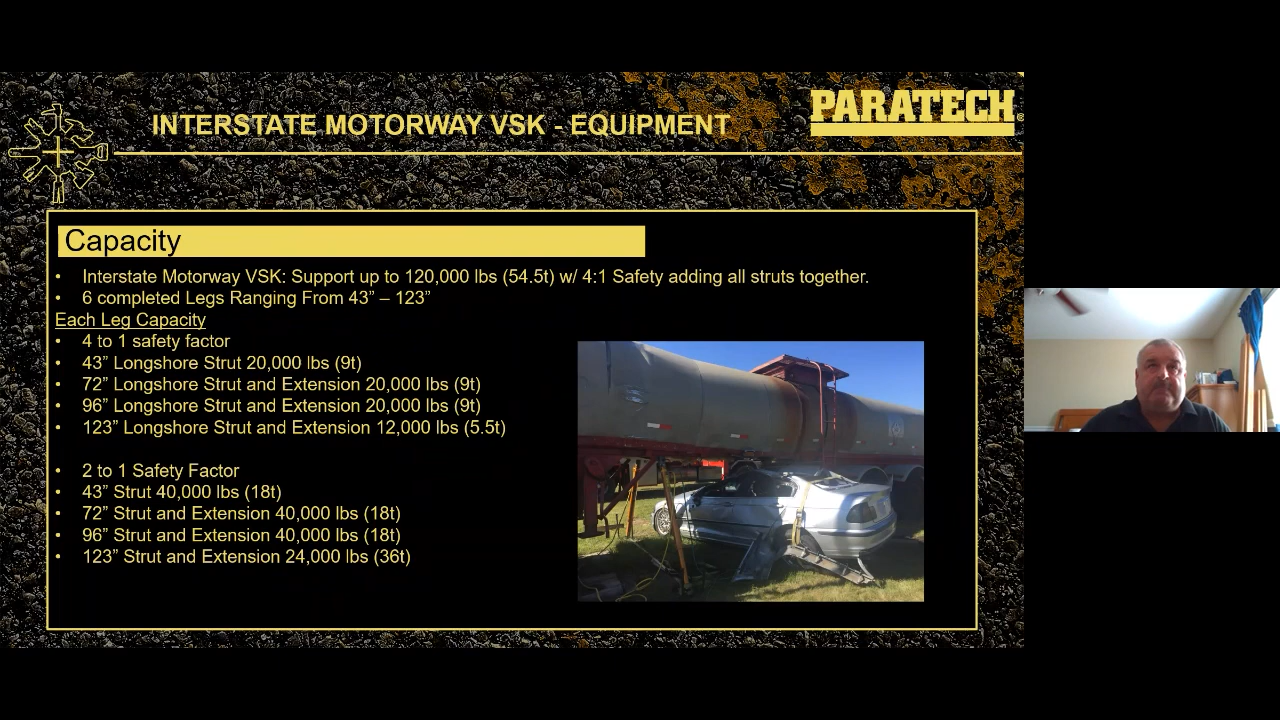 INTERSTATE MOTORWAY VSK - EQUIPMENT
PARATECH®
Capacity
• Interstate Motorway VSK: Support up to 120,000 lbs (54.5t) w/ 4:1 Safety adding all struts together.
• 6 completed Legs Ranging From 43” – 123”
Each Leg Capacity
• 4 to 1 safety factor
• 43” Longshore Strut 20,000 lbs (9t)
• 72” Longshore Strut and Extension 20,000 lbs (9t)
• 96” Longshore Strut and Extension 20,000 lbs (9t)
• 123” Longshore Strut and Extension 12,000 lbs (5.5t)
• 2 to 1 Safety Factor
• 43” Strut 40,000 lbs (18t)
• 72” Strut and Extension 40,000 lbs (18t)
• 96” Strut and Extension 40,000 lbs (18t)
• 123” Strut and Extension 24,000 lbs (36t)